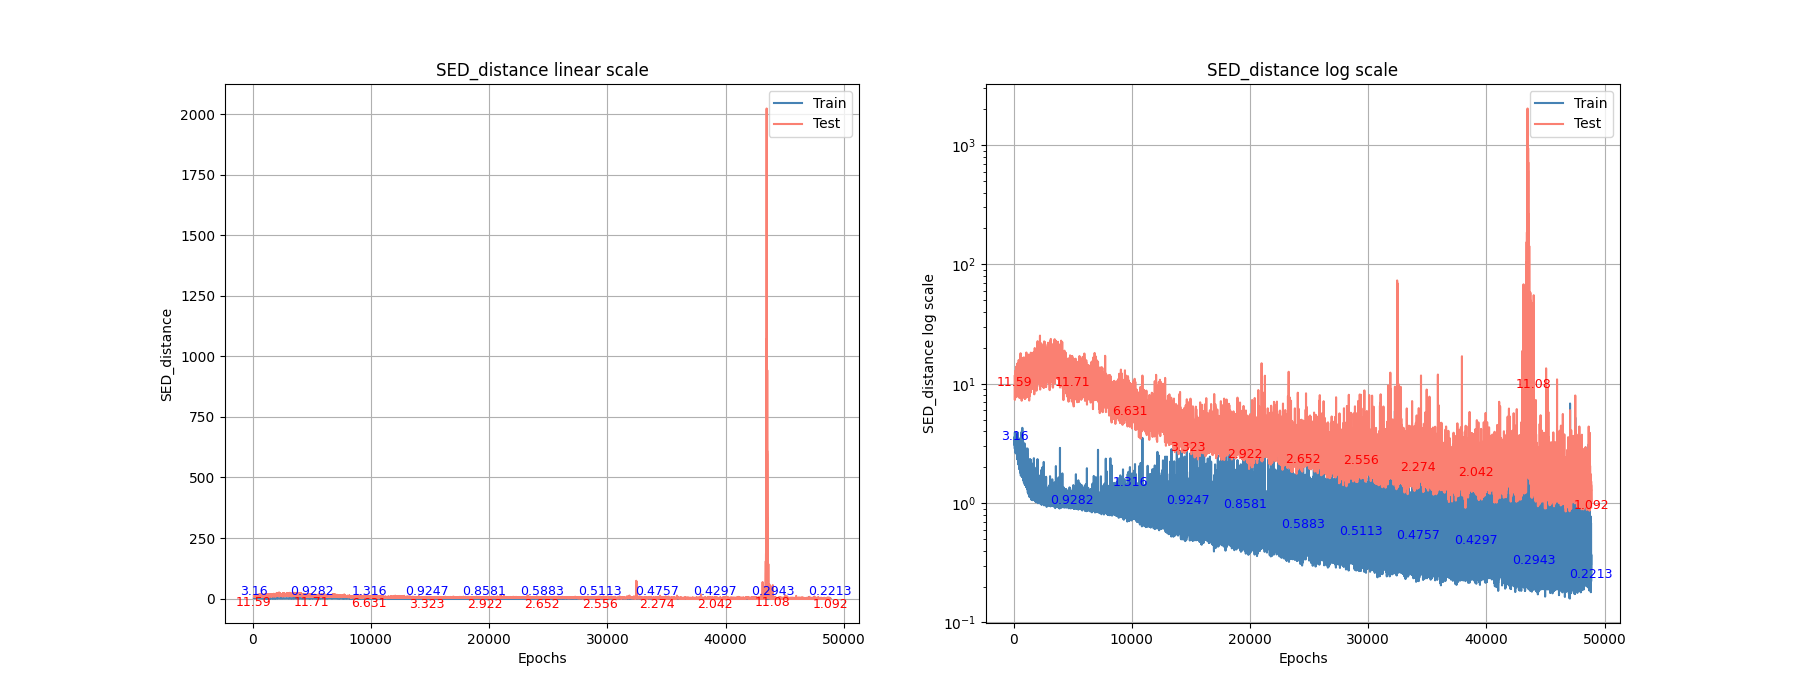 SED_distance linear scale
SED_distance
2000
1750
1500
1250
1000
750
500
250
0
Train
Test
3.16 0.9282 1.316 0.9247 0.8581 0.5883 0.5113 0.4757 0.4297 0.2943 0.2213
11.59 11.71 6.631 3.323 2.922 2.652 2.556 2.274 2.042 11.08 1.092
0 10000 20000 30000 40000 50000
Epochs
SED_distance log scale
SED_distance log scale
10³
10²
10¹
10⁰
10⁻¹
Train
Test
11.59 11.71 6.631 3.323 2.922 2.652 2.556 2.274 2.042 11.08 1.092
3.16 0.9282 1.316 0.9247 0.8581 0.5883 0.5113 0.4757 0.4297 0.2943 0.2213
0 10000 20000 30000 40000 50000
Epochs